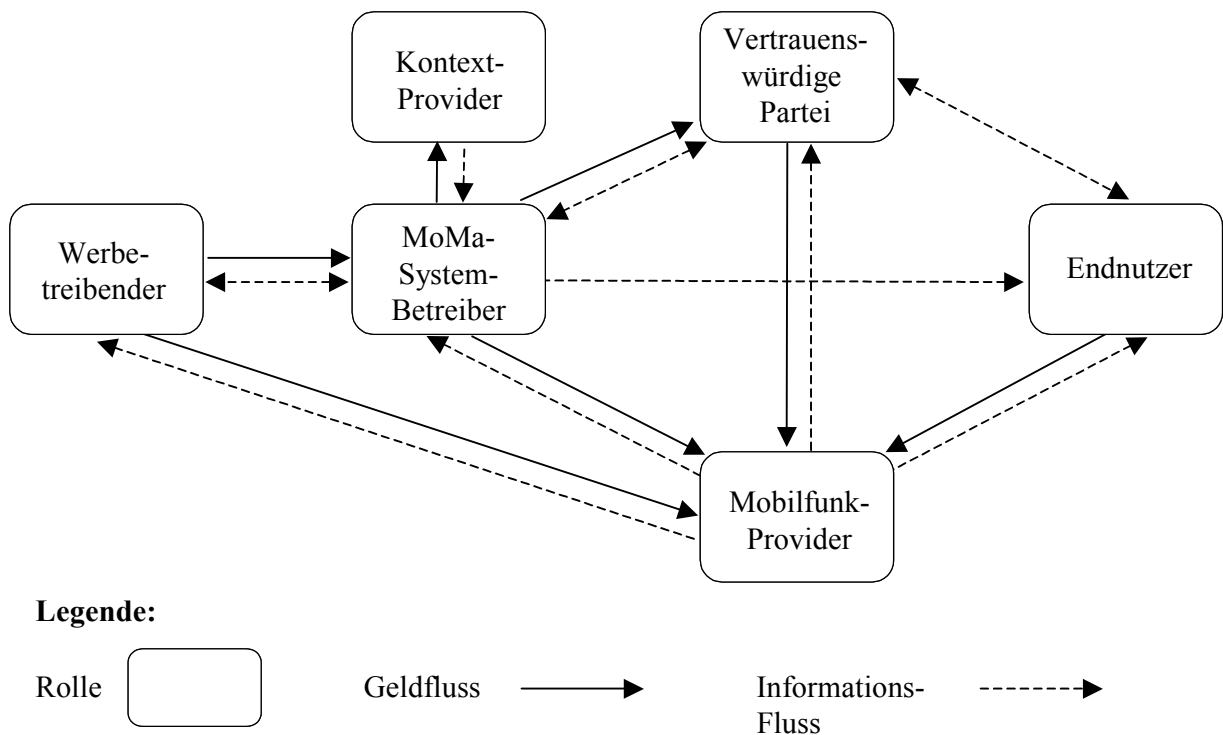 Kontext-
Provider
Vertrauens-
würdige
Partei
Werbe-
treibender
MoMa-
System-
Betreiber
Endnutzer
Mobilfunk-
Provider
Legende:
Rolle
Geldfluss
Informations-
Fluss